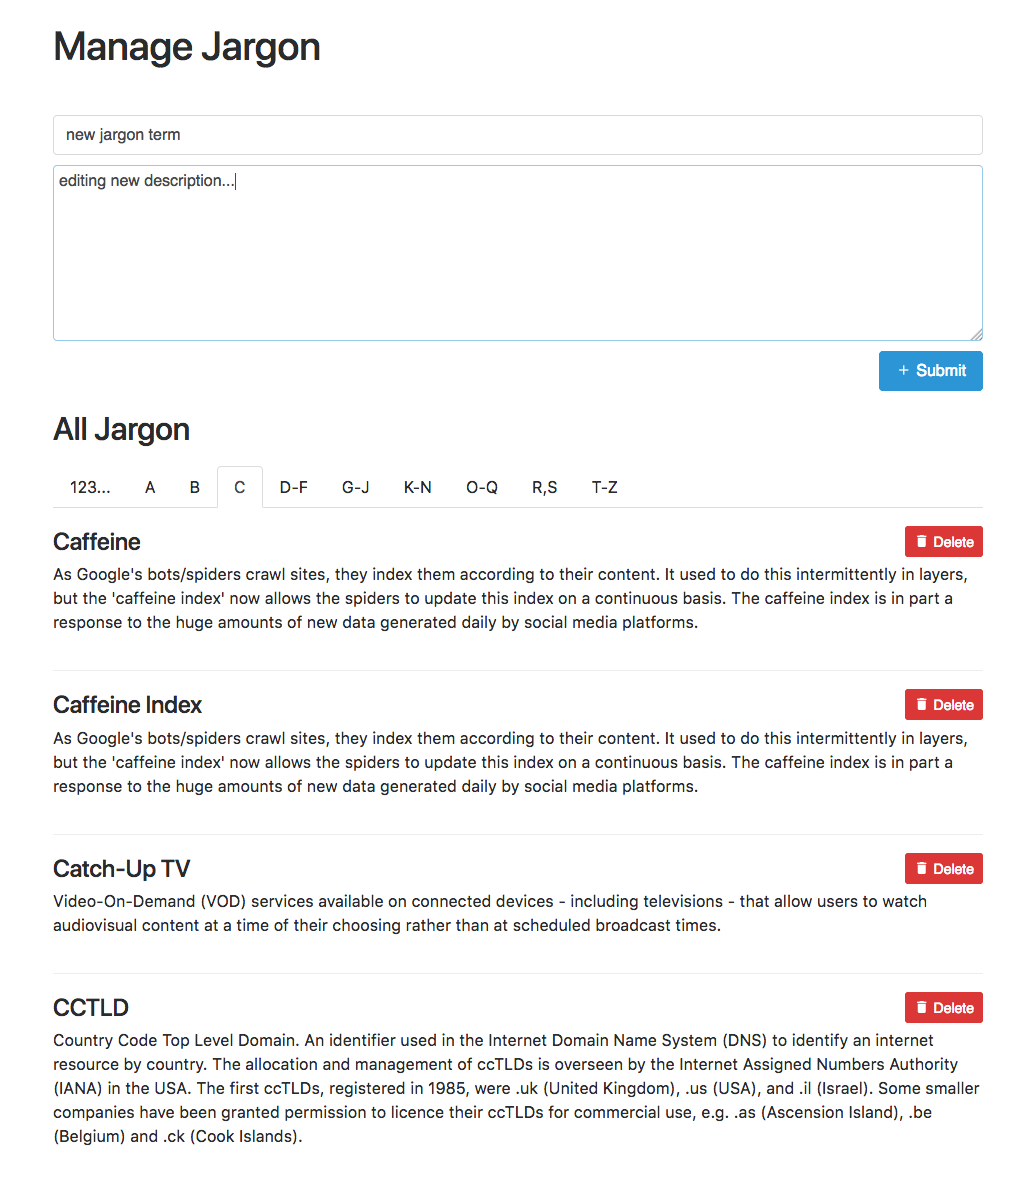 Manage Jargon
new jargon term
editing new description...
+ Submit
All Jargon
123... A B C D-F G-J K-N O-Q R,S T-Z
Caffeine Delete
As Google's bots/spiders crawl sites, they index them according to their content. It used to do this intermittently in layers,
but the 'caffeine index' now allows the spiders to update this index on a continuous basis. The caffeine index is in part a
response to the huge amounts of new data generated daily by social media platforms.
Caffeine Index Delete
As Google's bots/spiders crawl sites, they index them according to their content. It used to do this intermittently in layers,
but the 'caffeine index' now allows the spiders to update this index on a continuous basis. The caffeine index is in part a
response to the huge amounts of new data generated daily by social media platforms.
Catch-Up TV Delete
Video-On-Demand (VOD) services available on connected devices - including televisions - that allow users to watch
audiovisual content at a time of their choosing rather than at scheduled broadcast times.
CCTLD Delete
Country Code Top Level Domain. An identifier used in the Internet Domain Name System (DNS) to identify an internet
resource by country. The allocation and management of ccTLDs is overseen by the Internet Assigned Numbers Authority
(IANA) in the USA. The first ccTLDs, registered in 1985, were .uk (United Kingdom), .us (USA), and .il (Israel). Some smaller
companies have been granted permission to licence their ccTLDs for commercial use, e.g. .as (Ascension Island), .be
(Belgium) and .ck (Cook Islands).